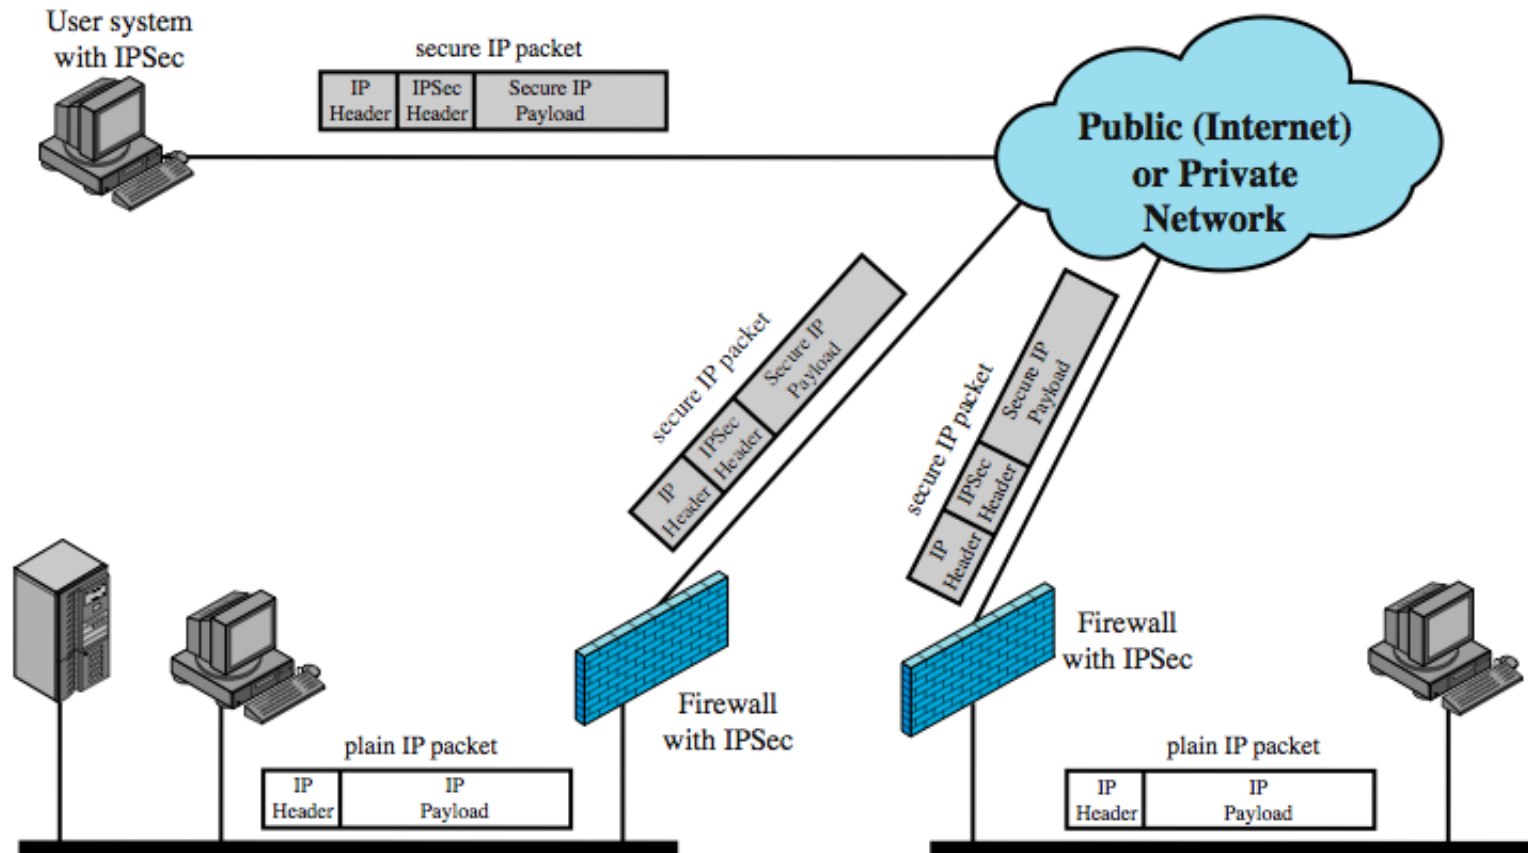 User system
with IPSec
secure IP packet
IP
Header
IPSec
Header
Secure IP
Payload
Public (Internet)
or Private
Network
secure IP packet
IP
Header
IPSec
Header
Secure IP
Payload
secure IP packet
IP
Header
IPSec
Header
Secure IP
Payload
Firewall
with IPSec
Firewall
with IPSec
plain IP packet
IP
Header
IP
Payload
plain IP packet
IP
Header
IP
Payload